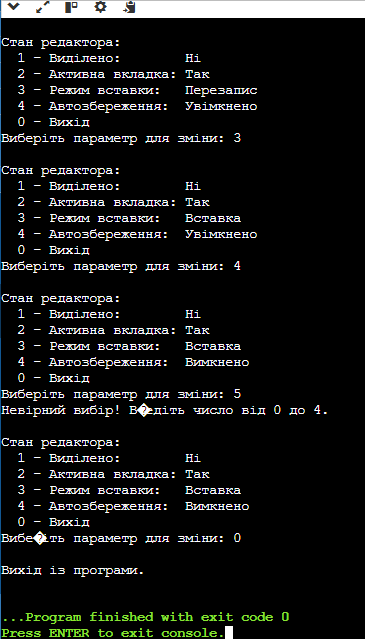 Стан редактора:
1 – Виділено: Ні
2 – Активна вкладка: Так
3 – Режим вставки: Перезапис
4 – Автозбереження: Увімкнено
0 – Вихід
Виберіть параметр для зміни: 3
Стан редактора:
1 – Виділено: Ні
2 – Активна вкладка: Так
3 – Режим вставки: Вставка
4 – Автозбереження: Увімкнено
0 – Вихід
Виберіть параметр для зміни: 4
Стан редактора:
1 – Виділено: Ні
2 – Активна вкладка: Так
3 – Режим вставки: Вставка
4 – Автозбереження: Вимкнено
0 – Вихід
Виберіть параметр для зміни: 5
Невірний вибір! В�едіть число від 0 до 4.
Стан редактора:
1 – Виділено: Ні
2 – Активна вкладка: Так
3 – Режим вставки: Вставка
4 – Автозбереження: Вимкнено
0 – Вихід
Вибе�іть параметр для зміни: 0
Вихід із програми.
...Program finished with exit code 0
Press ENTER to exit console.